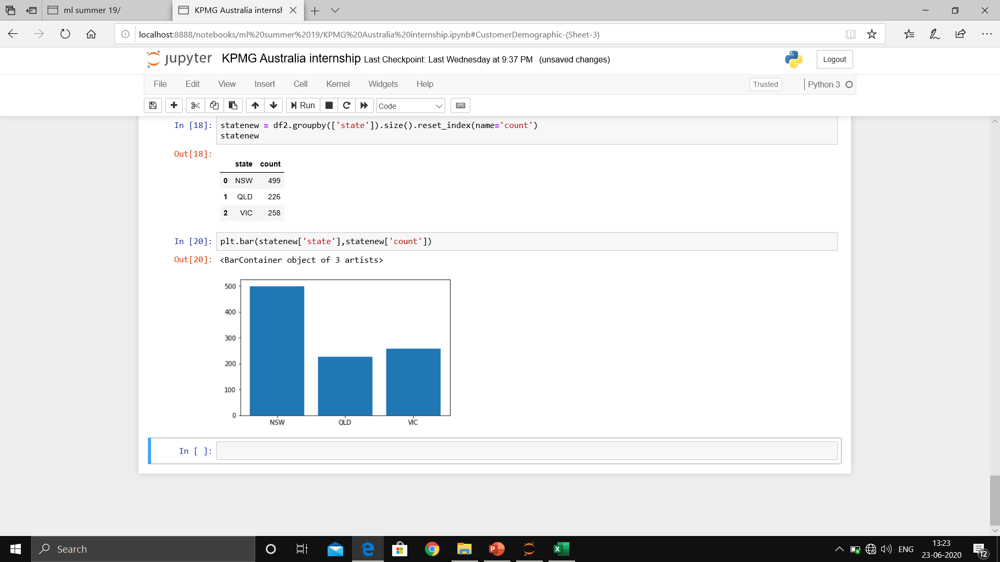 ml summer 19/
KPMG Australia internsh
localhost:8888/notebooks/ml%20summer%2019/KPMG%20Australia%20internship.ipynb#CustomerDemographic-(Sheet-3)
jupyter KPMG Australia internship Last Checkpoint: Last Wednesday at 9:37 PM (unsaved changes)
Logout
File Edit View Insert Cell Kernel Widgets Help
Trusted
Python 3
Run
Code
In [18]: statenew = df2.groupby(['state']).size().reset_index(name='count')
statenew
Out[18]:
state count
0 NSW 499
1 QLD 226
2 VIC 258
In [20]: plt.bar(statenew['state'],statenew['count'])
Out[20]: <BarContainer object of 3 artists>
500
400
300
200
100
0
NSW QLD VIC
In [ ]:
Search
ENG
13:23
23-06-2020
12